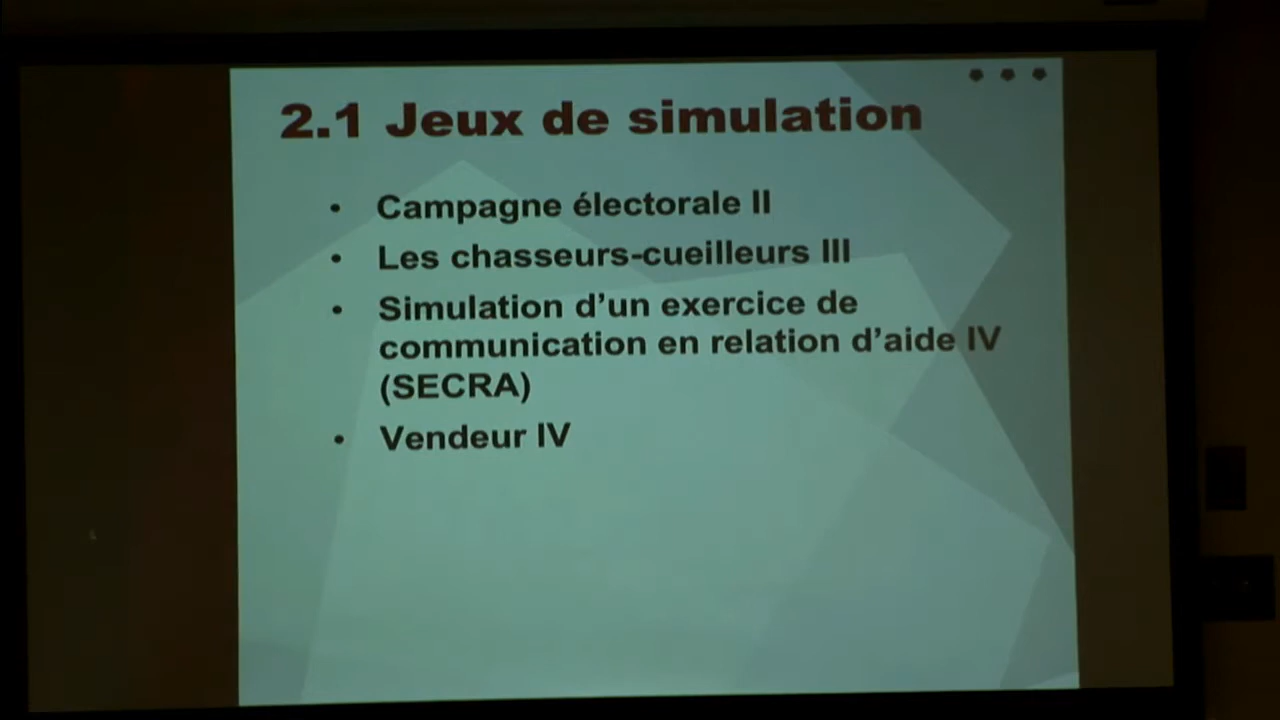 2.1 Jeux de simulation
• Campagne électorale II
• Les chasseurs-cueilleurs III
• Simulation d'un exercice de
communication en relation d'aide IV
(SECRA)
• Vendeur IV